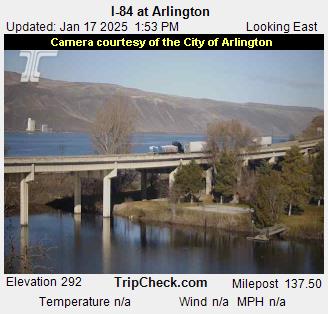 I-84 at Arlington
Updated: Jan 17 2025 1:53 PM Looking East
Camera courtesy of the City of Arlington
Elevation 292 TripCheck.com Milepost 137.50
Temperature n/a Wind n/a MPH n/a